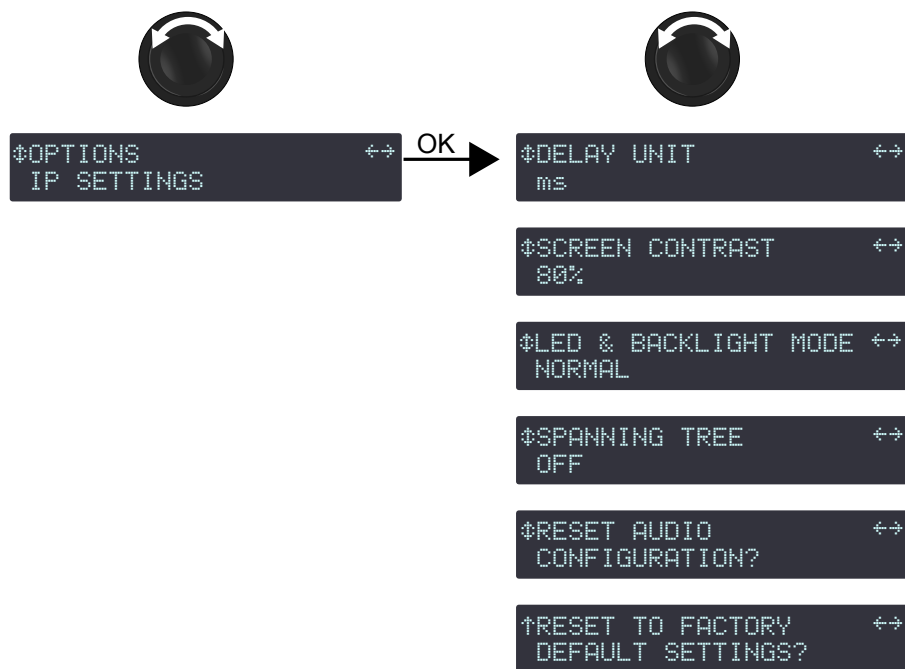 ↕OPTIONS ↔
IP SETTINGS
OK
↕DELAY UNIT ↔
ms
↕SCREEN CONTRAST ↔
80%
↕LED & BACKLIGHT MODE ↔
NORMAL
↕SPANNING TREE ↔
OFF
↕RESET AUDIO ↔
CONFIGURATION?
↑RESET TO FACTORY ↔
DEFAULT SETTINGS?